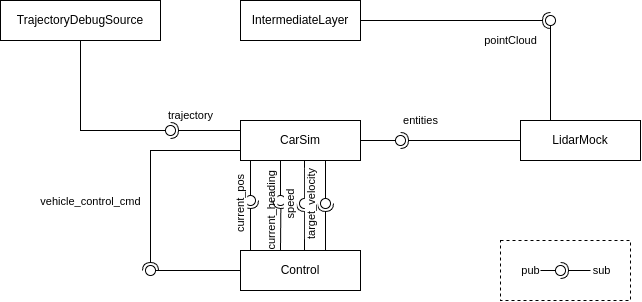 TrajectoryDebugSource
IntermediateLayer
pointCloud
trajectory
entities
CarSim
LidarMock
current_pos
current_heading
speed
target_velocity
vehicle_control_cmd
Control
pub
sub